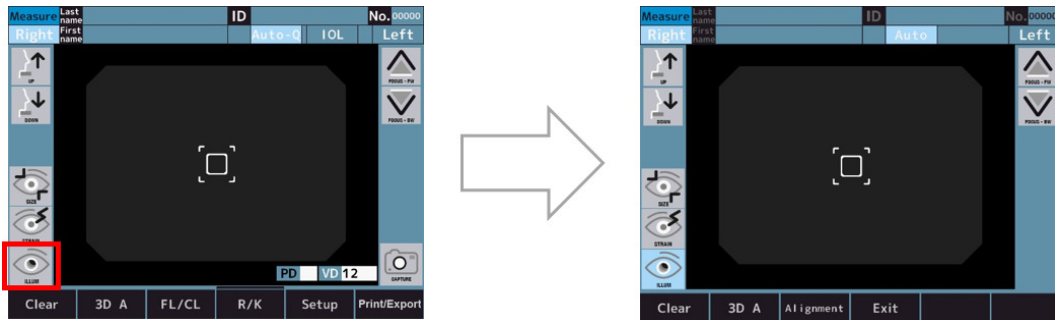 Measure Last name ID No. 00000
Right First name Auto-Q IOL Left
UP
FOCUS - FW
DOWN
FOCUS - BW
SIZE
STRAIN
ILLUM
CAPTURE
PD VD 12
Clear 3D A FL/CL R/K Setup Print/Export
Measure Last name ID No. 00000
Right First name Auto Left
UP
FOCUS - FW
DOWN
FOCUS - BW
SIZE
STRAIN
ILLUM
Clear 3D A Alignment Exit